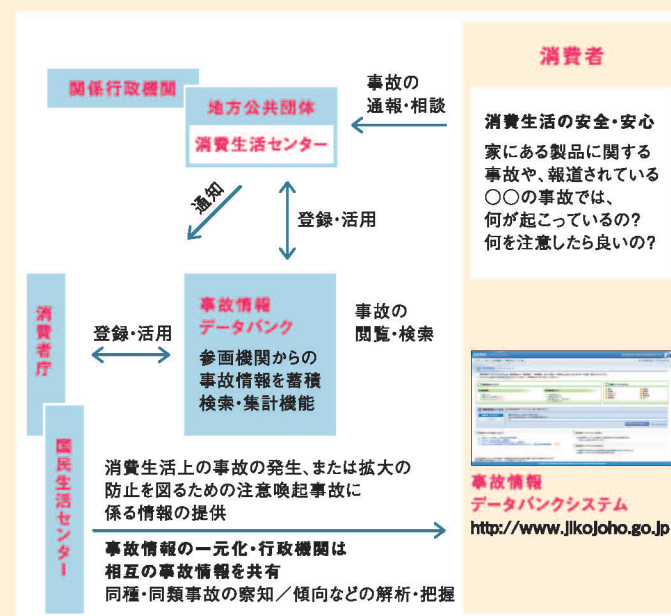 関係行政機関
地方公共団体
消費生活センター
事故の
通報・相談
消費者
消費生活の安全・安心
家にある製品に関する
事故や、報道されている
○○の事故では、
何が起こっているの?
何を注意したら良いの?
通知
登録・活用
消費者庁
登録・活用
事故情報
データバンク
参画機関からの
事故情報を蓄積
検索・集計機能
事故の
閲覧・検索
国民生活センター
消費生活上の事故の発生、または拡大の
防止を図るための注意喚起事故に
係る情報の提供
事故情報の一元化・行政機関は
相互の事故情報を共有
同種・同類事故の察知／傾向などの解析・把握
事故情報
データバンクシステム
http://www.jikojoho.go.jp